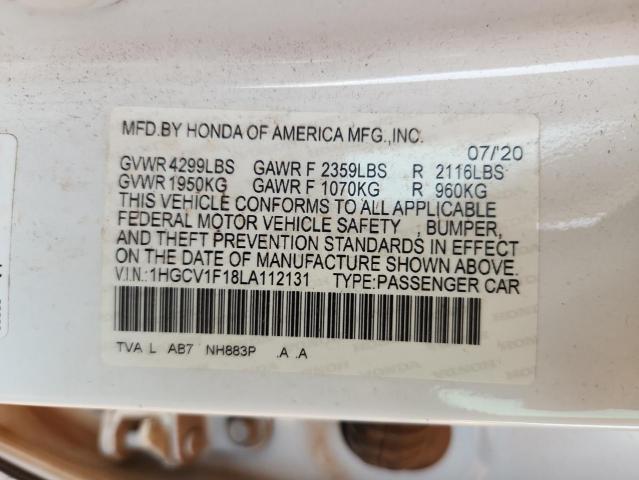 MFD.BY HONDA OF AMERICA MFG.,INC.
07/'20
GVWR 4299LBS GAWR F 2359LBS R 2116LBS
GVWR 1950KG GAWR F 1070KG R 960KG
THIS VEHICLE CONFORMS TO ALL APPLICABLE
FEDERAL MOTOR VEHICLE SAFETY , BUMPER,
AND THEFT PREVENTION STANDARDS IN EFFECT
ON THE DATE OF MANUFACTURE SHOWN ABOVE.
V.I.N.:1HGCV1F18LA112131 TYPE:PASSENGER CAR
TVA L AB7 NH883P .A .A